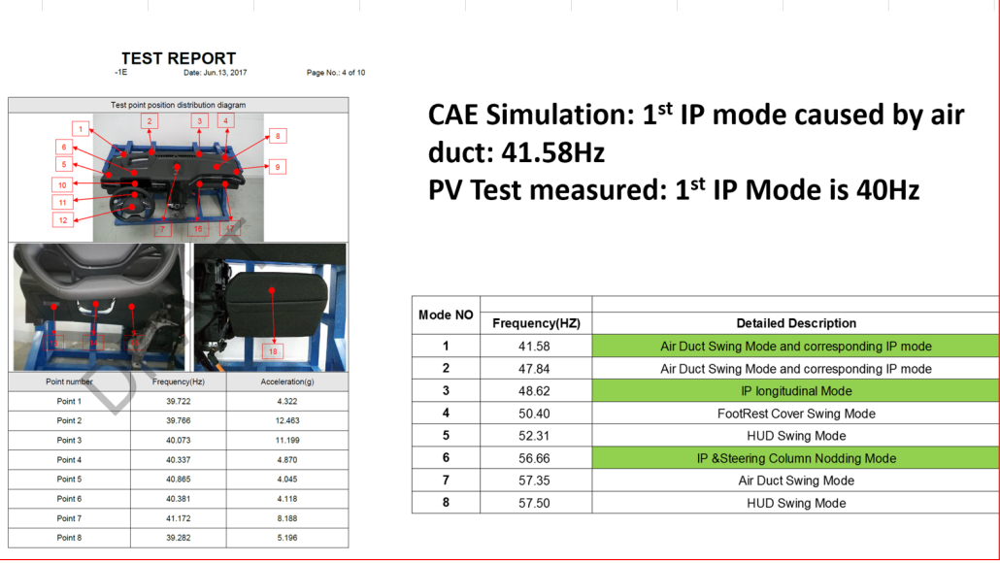 TEST REPORT
-1E Date: Jun.13, 2017 Page No.: 4 of 10
Test point position distribution diagram
1 2 3 4
8
6
5 9
10
11
12
7 16 17
18
DRAFT
Point number Frequency(Hz) Acceleration(g)
Point 1 39.722 4.322
Point 2 39.766 12.463
Point 3 40.073 11.199
Point 4 40.337 4.870
Point 5 40.865 4.045
Point 6 40.381 4.118
Point 7 41.172 8.188
Point 8 39.282 5.196
CAE Simulation: 1st IP mode caused by air
duct: 41.58Hz
PV Test measured: 1st IP Mode is 40Hz
Mode NO Frequency(HZ) Detailed Description
1 41.58 Air Duct Swing Mode and corresponding IP mode
2 47.84 Air Duct Swing Mode and corresponding IP mode
3 48.62 IP longitudinal Mode
4 50.40 FootRest Cover Swing Mode
5 52.31 HUD Swing Mode
6 56.66 IP &Steering Column Nodding Mode
7 57.35 Air Duct Swing Mode
8 57.50 HUD Swing Mode